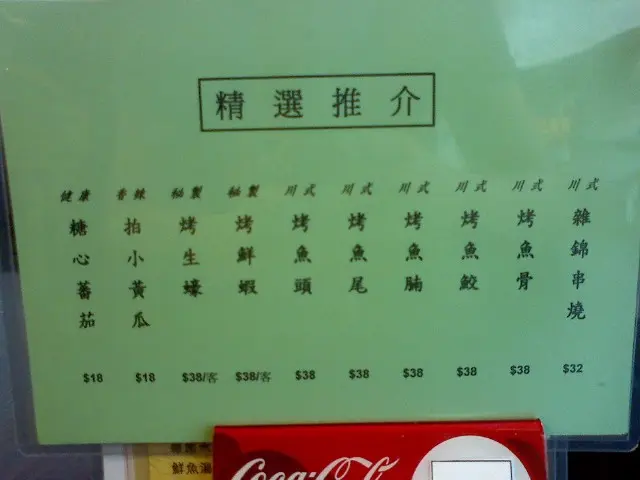 精選推介
川式 雜錦串燒 $32
川式 烤魚骨 $38
川式 烤魚鮫 $38
川式 烤魚腩 $38
川式 烤魚尾 $38
川式 烤魚頭 $38
秘製 烤鮮蝦 $38/客
秘製 烤生蠔 $38/客
香辣 拍小黃瓜 $18
健康 糖心蕃茄 $18
鮮魚湯
Coca-Cola